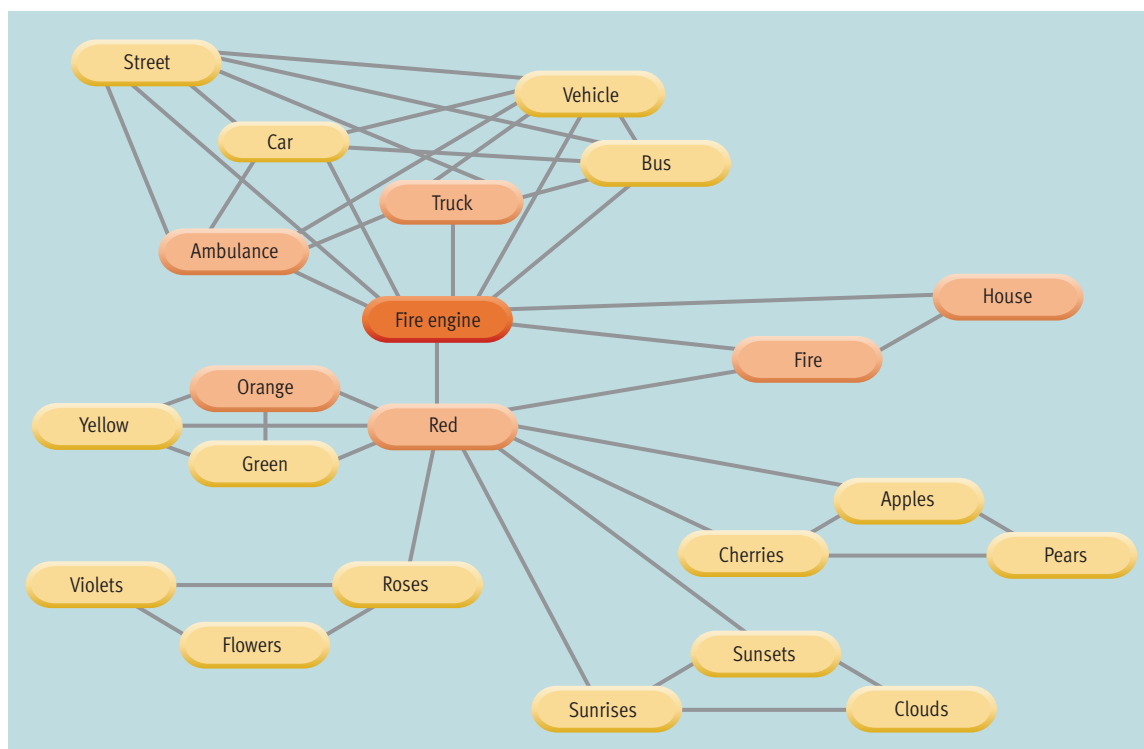 Street
Vehicle
Car
Bus
Truck
Ambulance
House
Fire engine
Fire
Orange
Yellow
Red
Green
Apples
Cherries
Pears
Violets
Roses
Flowers
Sunsets
Sunrises
Clouds